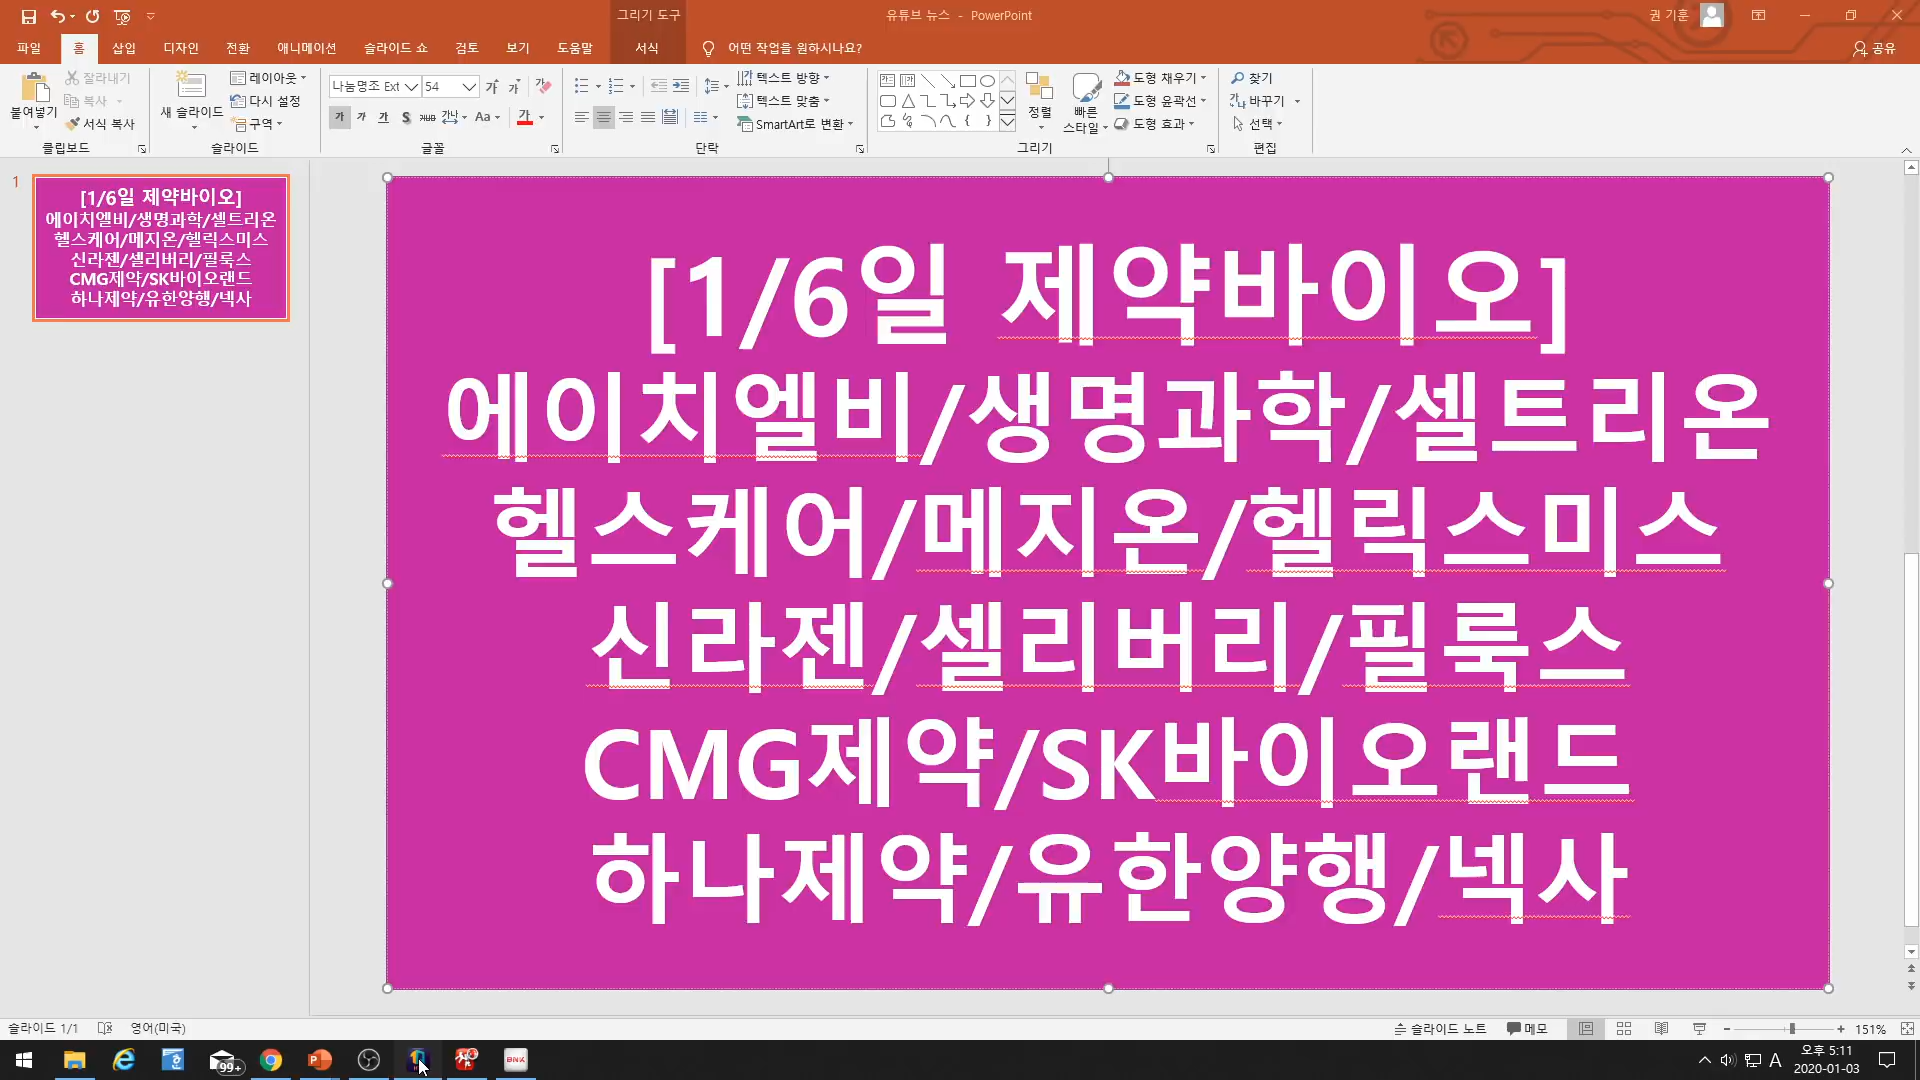 그리기 도구
유튜브 뉴스 - PowerPoint
권 기훈
파일 홈 삽입 디자인 전환 애니메이션 슬라이드 쇼 검토 보기 도움말 서식 어떤 작업을 원하시나요? 공유
붙여넣기
잘라내기
복사
서식 복사
클립보드
새 슬라이드
레이아웃
다시 설정
구역
슬라이드
나눔명조 Ext 54
가 가 가 S Aa 가
글꼴
텍스트 방향
텍스트 맞춤
SmartArt로 변환
단락
정렬
빠른 스타일
도형 채우기
도형 윤곽선
도형 효과
그리기
찾기
바꾸기
선택
편집
1
[1/6일 제약바이오]
에이치엘비/생명과학/셀트리온
헬스케어/메지온/헬릭스미스
신라젠/셀리버리/필룩스
CMG제약/SK바이오랜드
하나제약/유한양행/넥사
[1/6일 제약바이오]
에이치엘비/생명과학/셀트리온
헬스케어/메지온/헬릭스미스
신라젠/셀리버리/필룩스
CMG제약/SK바이오랜드
하나제약/유한양행/넥사
슬라이드 1/1 영어(미국) 슬라이드 노트 메모 151%
99+
BNK
A
오후 5:11
2020-01-03